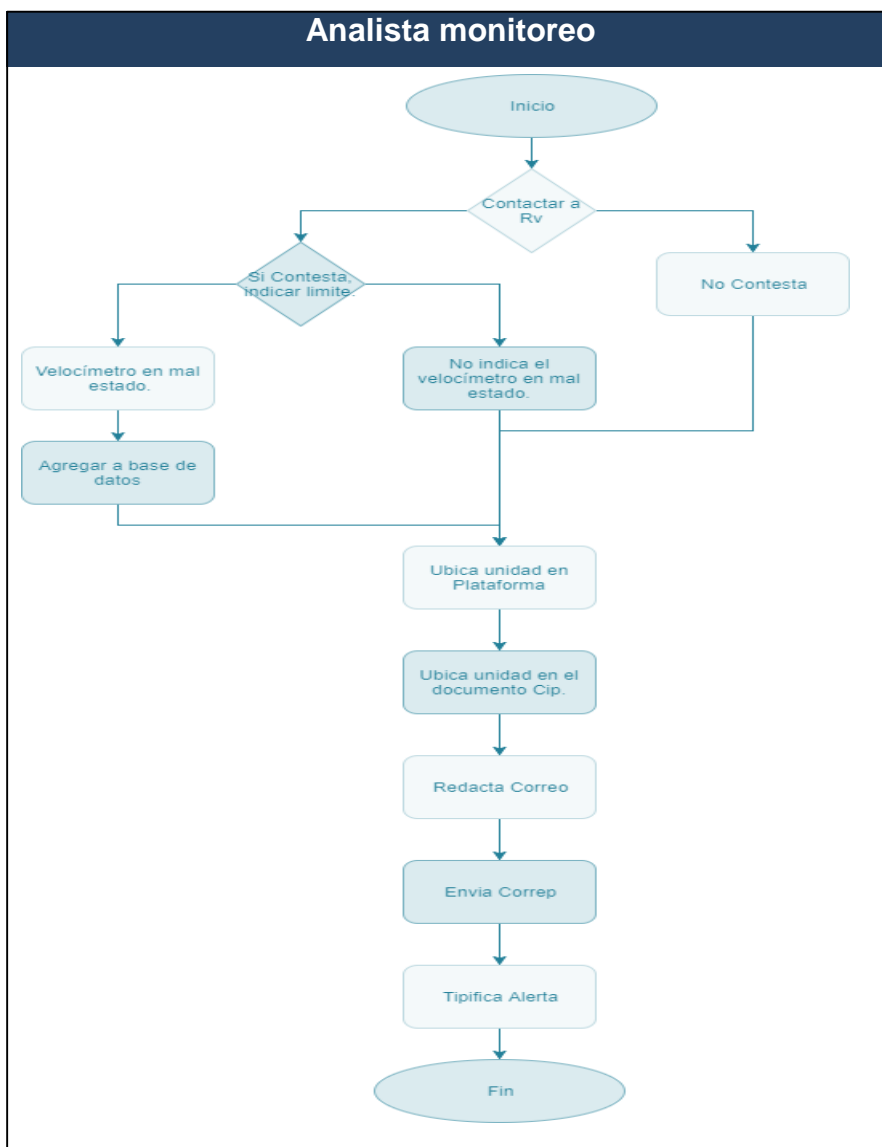 Analista monitoreo
Inicio
Contactar a
Rv
Si Contesta,
indicar limite.
No Contesta
Velocímetro en mal
estado.
No indica el
velocímetro en mal
estado.
Agregar a base de
datos
Ubica unidad en
Plataforma
Ubica unidad en el
documento Cip.
Redacta Correo
Envia Correp
Tipifica Alerta
Fin